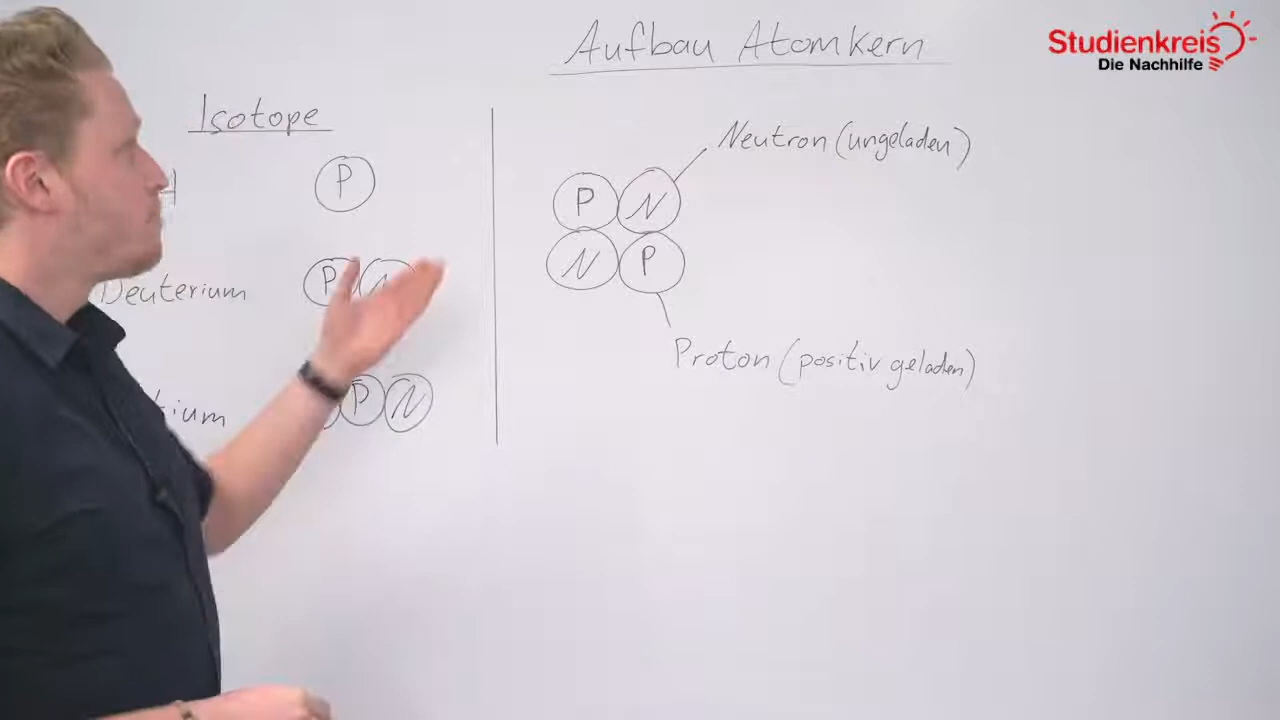 Aufbau Atomkern
Studienkreis
Die Nachhilfe
Isotope
H
P
Deuterium
P N
P N
P N
N P
Neutron (ungeladen)
Proton (positiv geladen)